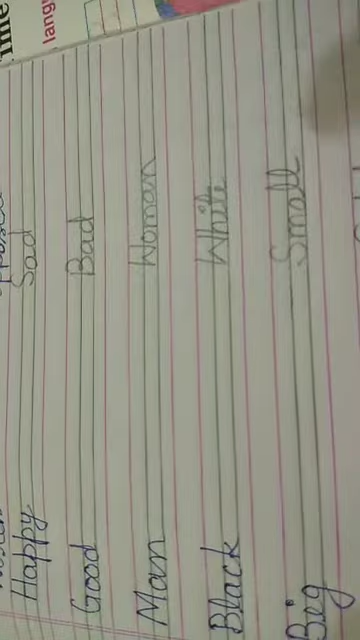 Happy Sad
Good Bad
Man Woman
Black White
Big Small